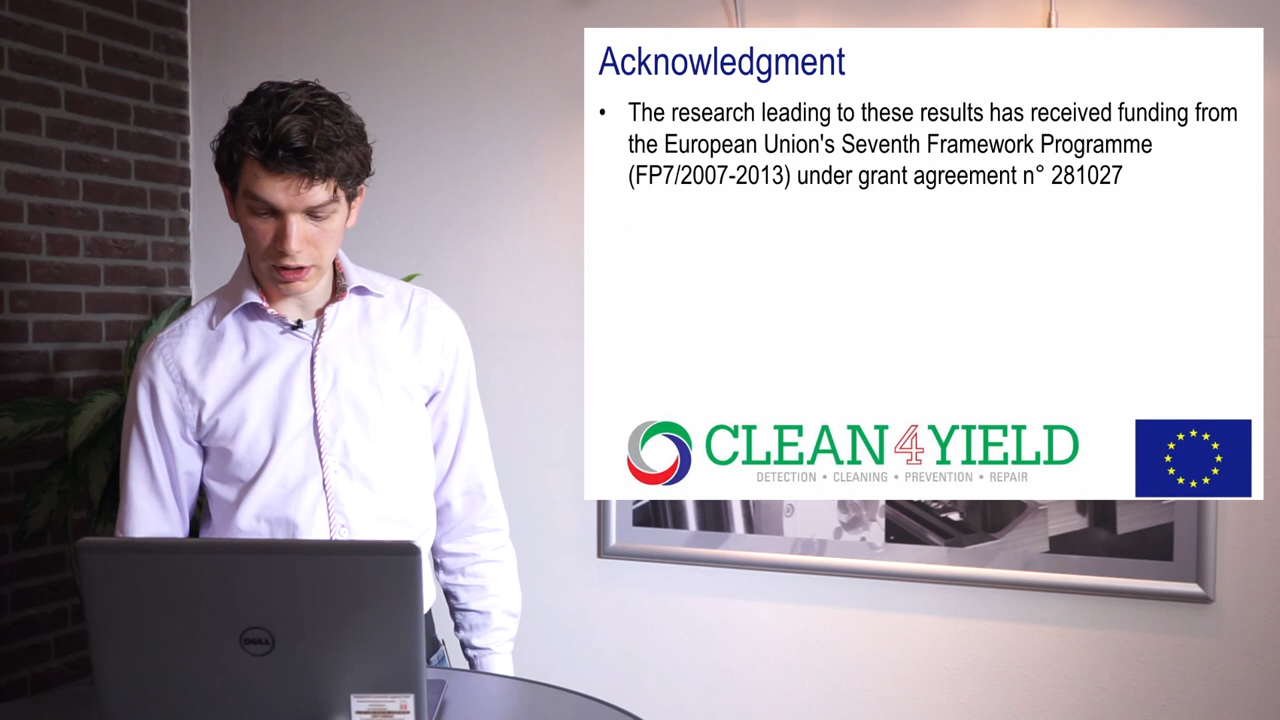 Acknowledgment
• The research leading to these results has received funding from
the European Union's Seventh Framework Programme
(FP7/2007-2013) under grant agreement n° 281027
CLEAN4YIELD
DETECTION • CLEANING • PREVENTION • REPAIR
DELL